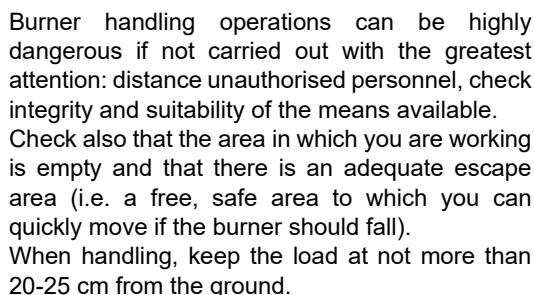 Burner handling operations can be highly
dangerous if not carried out with the greatest
attention: distance unauthorised personnel, check
integrity and suitability of the means available.
Check also that the area in which you are working
is empty and that there is an adequate escape
area (i.e. a free, safe area to which you can
quickly move if the burner should fall).
When handling, keep the load at not more than
20-25 cm from the ground.